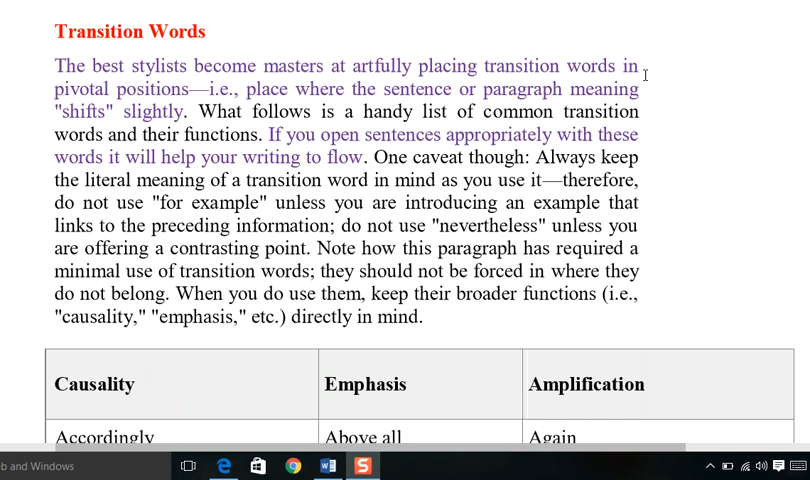 Transition Words
The best stylists become masters at artfully placing transition words in
pivotal positions—i.e., place where the sentence or paragraph meaning
"shifts" slightly. What follows is a handy list of common transition
words and their functions. If you open sentences appropriately with these
words it will help your writing to flow. One caveat though: Always keep
the literal meaning of a transition word in mind as you use it—therefore,
do not use "for example" unless you are introducing an example that
links to the preceding information; do not use "nevertheless" unless you
are offering a contrasting point. Note how this paragraph has required a
minimal use of transition words; they should not be forced in where they
do not belong. When you do use them, keep their broader functions (i.e.,
"causality," "emphasis," etc.) directly in mind.
Causality Emphasis Amplification
Accordingly Above all Again
b and Windows